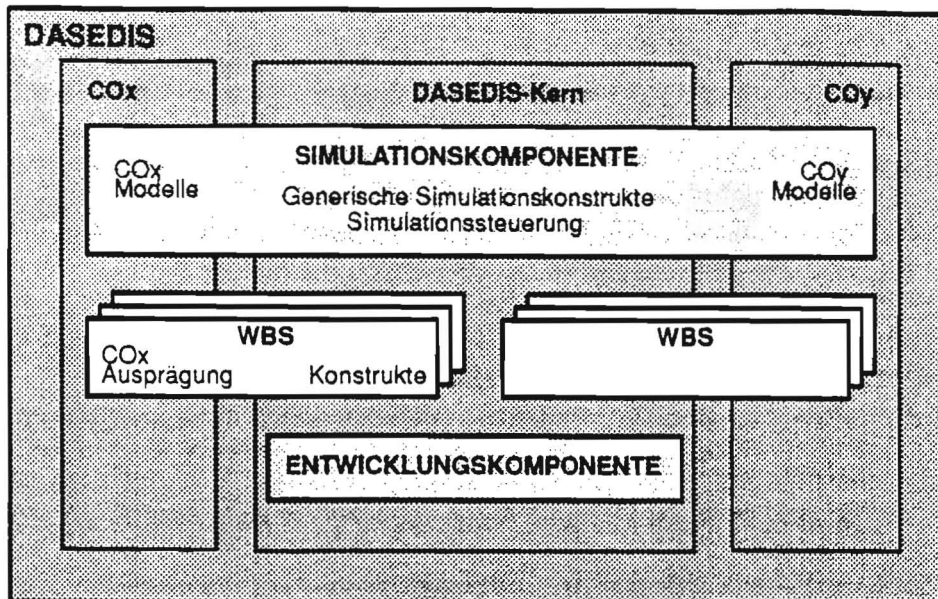 DASEDIS
COx
DASEDIS-Kern
COy
SIMULATIONSKOMPONENTE
COx
Modelle
Generische Simulationskonstrukte
Simulationssteuerung
COy
Modelle
WBS
COx
Ausprägung
Konstrukte
WBS
ENTWICKLUNGSKOMPONENTE